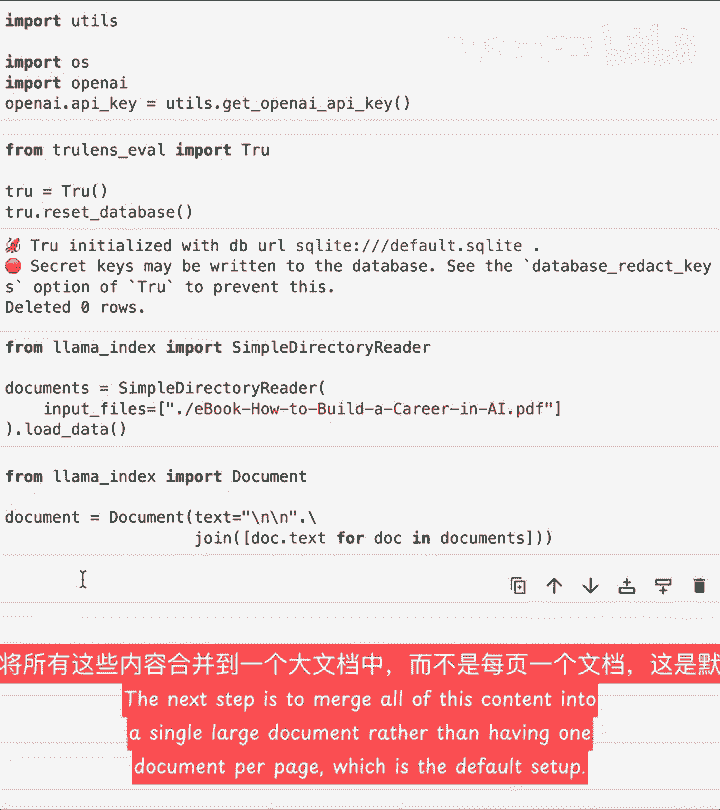 import utils
import os
import openai
openai.api_key = utils.get_openai_api_key()
from trulens_eval import Tru
tru = Tru()
tru.reset_database()
🦑 Tru initialized with db url sqlite:///default.sqlite .
🛑 Secret keys may be written to the database. See the `database_redact_key
s` option of `Tru` to prevent this.
Deleted 0 rows.
from llama_index import SimpleDirectoryReader
documents = SimpleDirectoryReader(
    input_files=["./eBook-How-to-Build-a-Career-in-AI.pdf"]
).load_data()
from llama_index import Document
document = Document(text="\n\n".\
                   join([doc.text for doc in documents]))
将所有这些内容合并到一个大文档中，而不是每页一个文档，这是默
The next step is to merge all of this content into
a single large document rather than having one
document per page, which is the default setup.